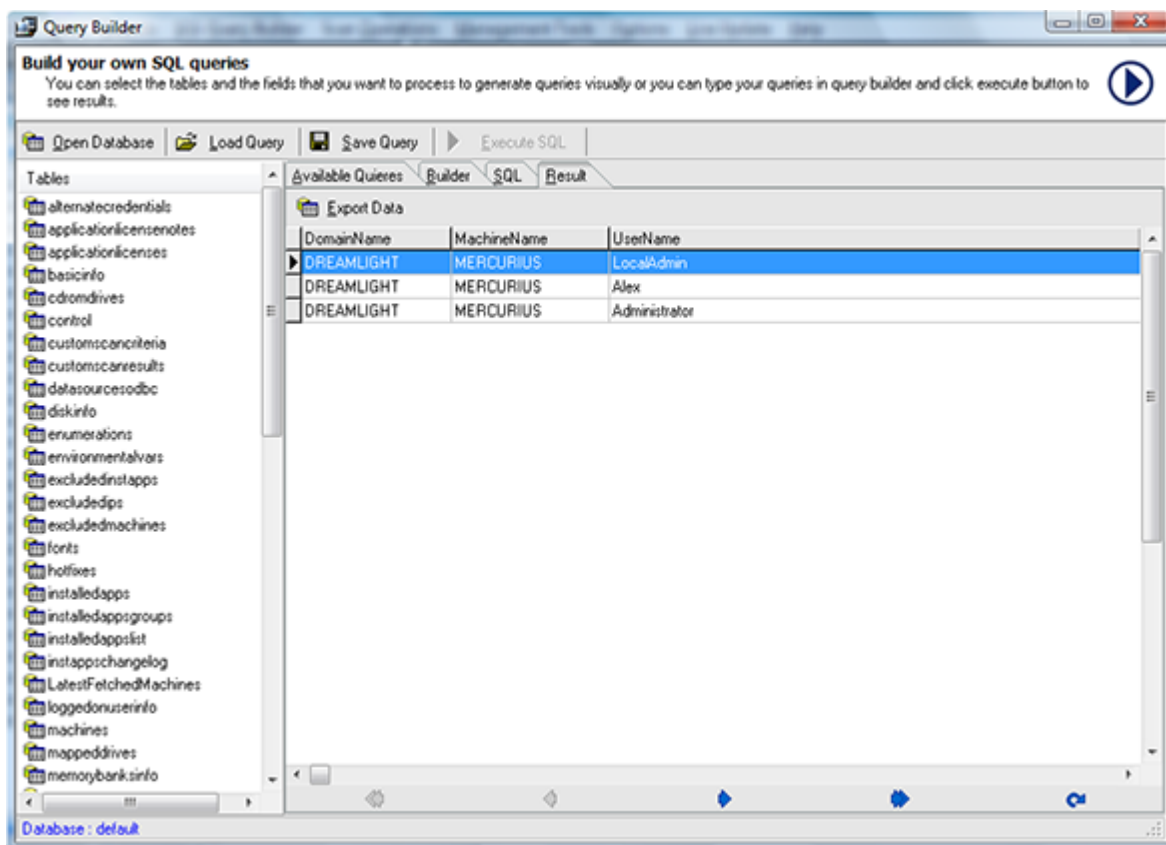 Query Builder
Build your own SQL queries
You can select the tables and the fields that you want to process to generate queries visually or you can type your queries in query builder and click execute button to
see results.
Open Database Load Query Save Query Execute SQL
Tables
alternatecredentials
applicationlicensenotes
applicationlicenses
basicinfo
cdromdrives
control
customscancriteria
customscanresults
datasourcesodbc
diskinfo
enumerations
environmentalvars
excludedinstapps
excludedips
excludedmachines
fonts
hotfixes
installedapps
installedappsgroups
installedappslist
instappschangelog
LatestFetchedMachines
loggedonuserinfo
machines
mappeddrives
memorybanksinfo
Available Quieres Builder SQL Result
Export Data
DomainName MachineName UserName
DREAMLIGHT MERCURIUS LocalAdmin
DREAMLIGHT MERCURIUS Alex
DREAMLIGHT MERCURIUS Administrator
Database : default